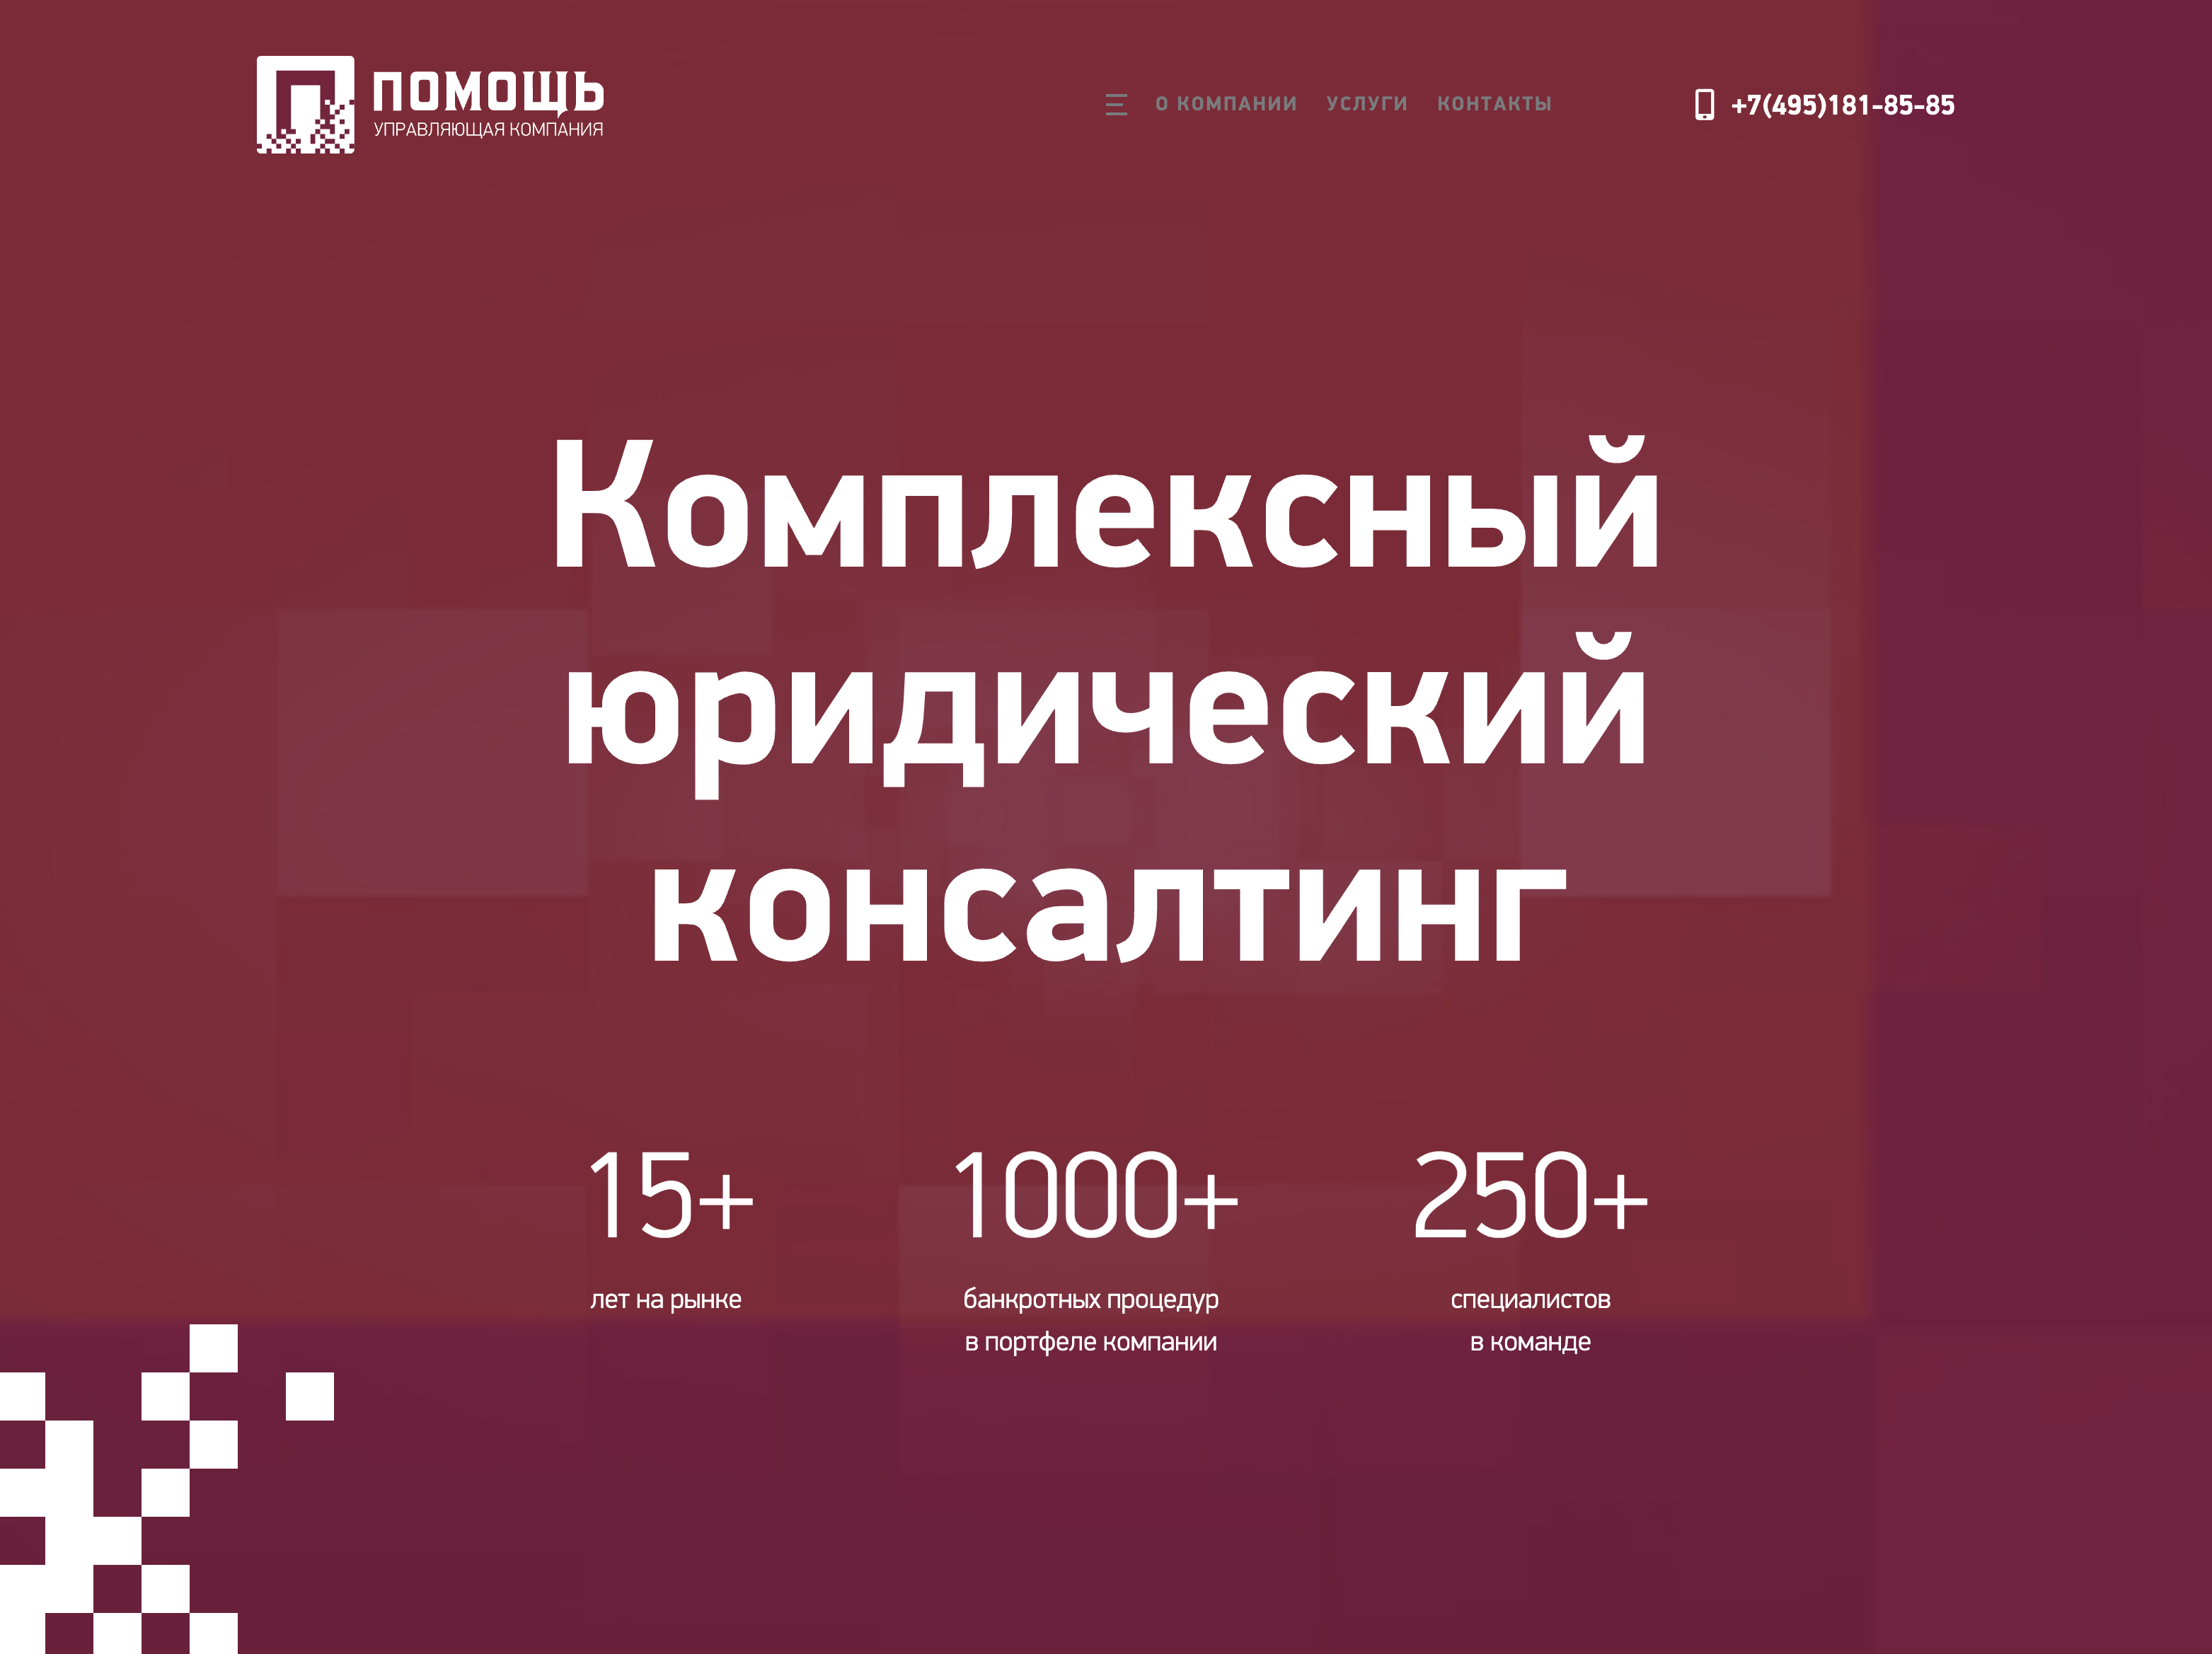 ПОМОЩЬ
УПРАВЛЯЮЩАЯ КОМПАНИЯ
О КОМПАНИИ УСЛУГИ КОНТАКТЫ
+7(495)181-85-85
Комплексный
юридический
консалтинг
15+ 1000+ 250+
лет на рынке банкротных процедур специалистов
в портфеле компании в команде